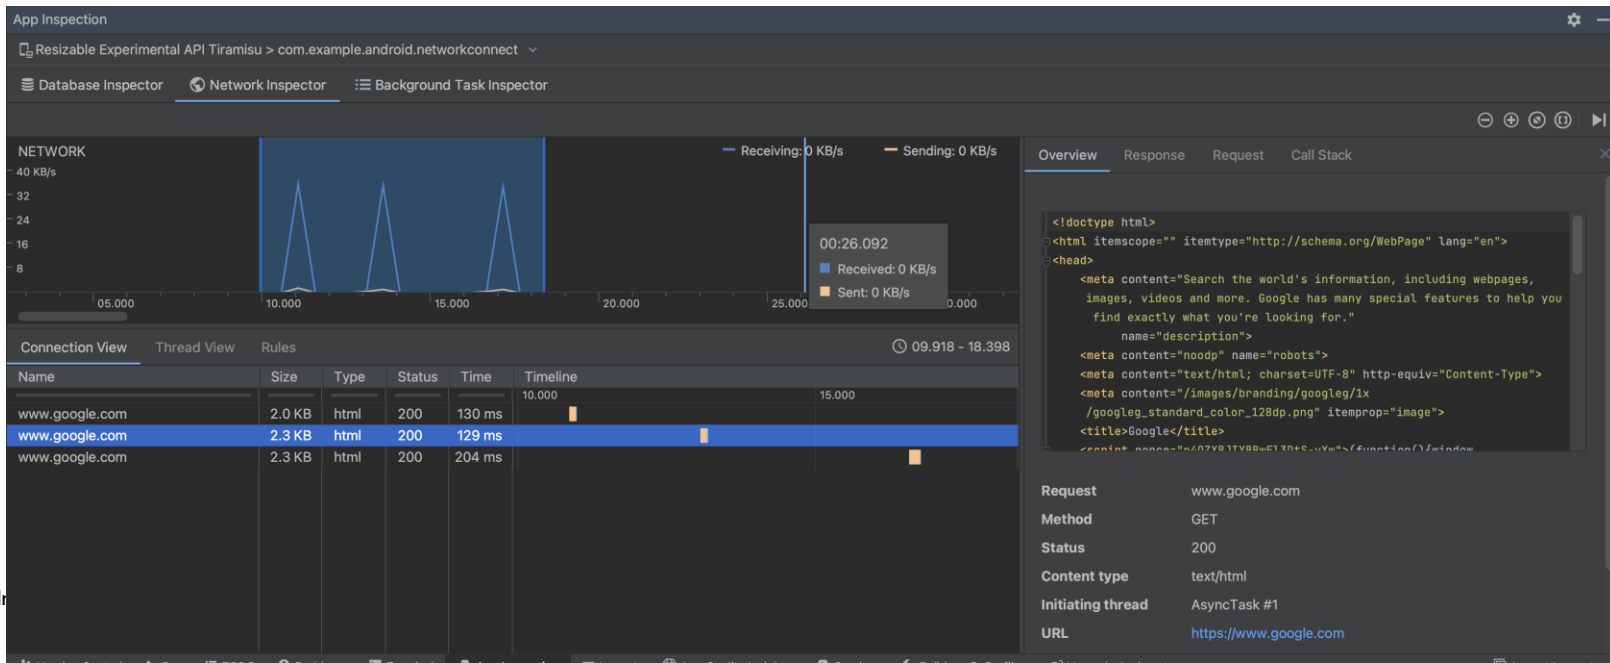 App Inspection
Resizable Experimental API Tiramisu > com.example.android.networkconnect
Database Inspector Network Inspector Background Task Inspector
NETWORK
Receiving: 0 KB/s Sending: 0 KB/s
40 KB/s
32
24
16
8
00:26.092
Received: 0 KB/s
Sent: 0 KB/s
05.000 10.000 15.000 20.000 25.000 0.000
Connection View Thread View Rules 09.918 - 18.398
Name Size Type Status Time Timeline
10.000 15.000
www.google.com 2.0 KB html 200 130 ms
www.google.com 2.3 KB html 200 129 ms
www.google.com 2.3 KB html 200 204 ms
Overview Response Request Call Stack
<!doctype html>
<html itemscope="" itemtype="http://schema.org/WebPage" lang="en">
<head>
<meta content="Search the world's information, including webpages,
images, videos and more. Google has many special features to help you
find exactly what you're looking for."
name="description">
<meta content="noodp" name="robots">
<meta content="text/html; charset=UTF-8" http-equiv="Content-Type">
<meta content="/images/branding/googleg/1x
/googleg_standard_color_128dp.png" itemprop="image">
<title>Google</title>
Request www.google.com
Method GET
Status 200
Content type text/html
Initiating thread AsyncTask #1
URL https://www.google.com